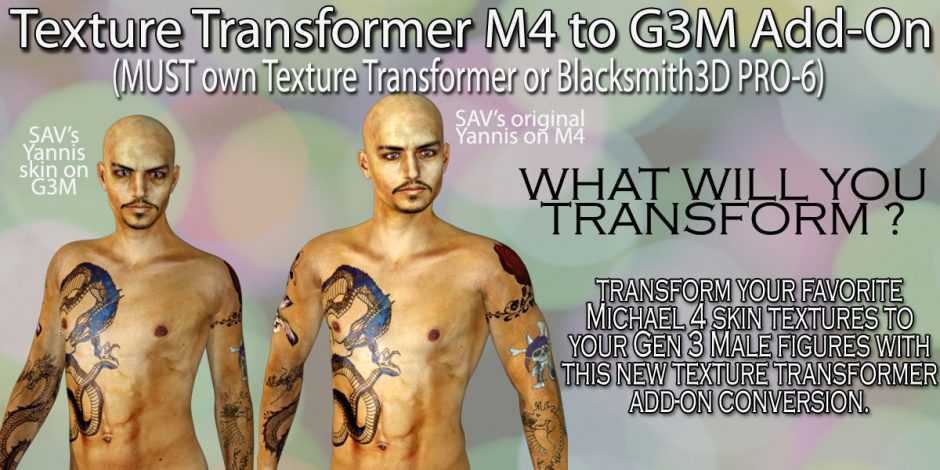 Texture Transformer M4 to G3M Add-On
(MUST own Texture Transformer or Blacksmith3D PRO-6)
SAV's
Yannis
skin on
G3M
SAV's original
Yannis on M4
WHAT WILL YOU
TRANSFORM ?
TRANSFORM YOUR FAVORITE
MICHAEL 4 SKIN TEXTURES TO
YOUR GEN 3 MALE FIGURES WITH
THIS NEW TEXTURE TRANSFORMER
ADD-ON CONVERSION.